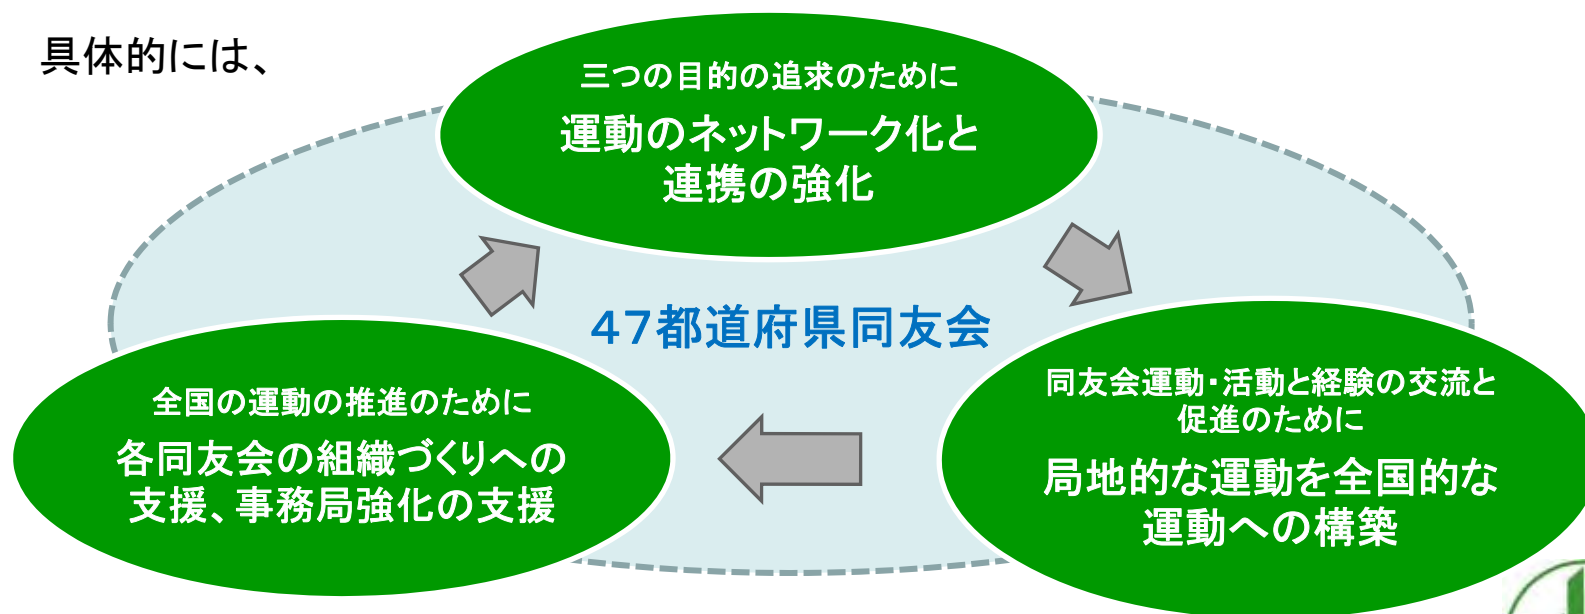 具体的には、
三つの目的の追求のために
運動のネットワーク化と
連携の強化
47都道府県同友会
同友会運動・活動と経験の交流と
促進のために
局地的な運動を全国的な
運動への構築
全国の運動の推進のために
各同友会の組織づくりへの
支援、事務局強化の支援